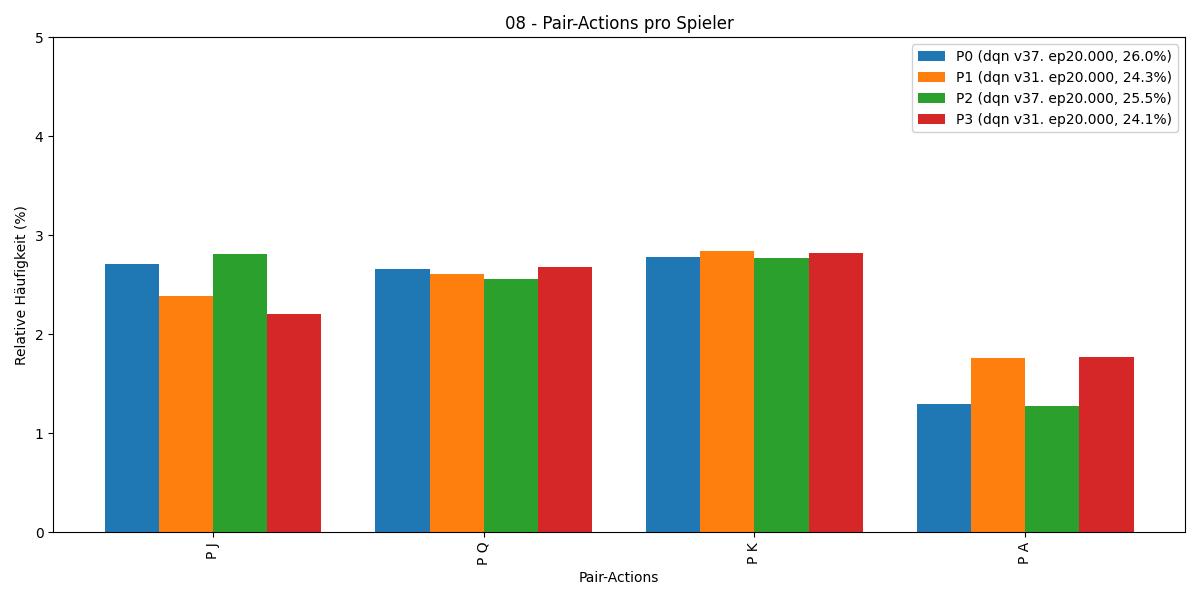 08 - Pair-Actions pro Spieler
Relative Häufigkeit (%)
5
4
3
2
1
0
P0 (dqn v37. ep20.000, 26.0%)
P1 (dqn v31. ep20.000, 24.3%)
P2 (dqn v37. ep20.000, 25.5%)
P3 (dqn v31. ep20.000, 24.1%)
P J
P Q
P K
P A
Pair-Actions